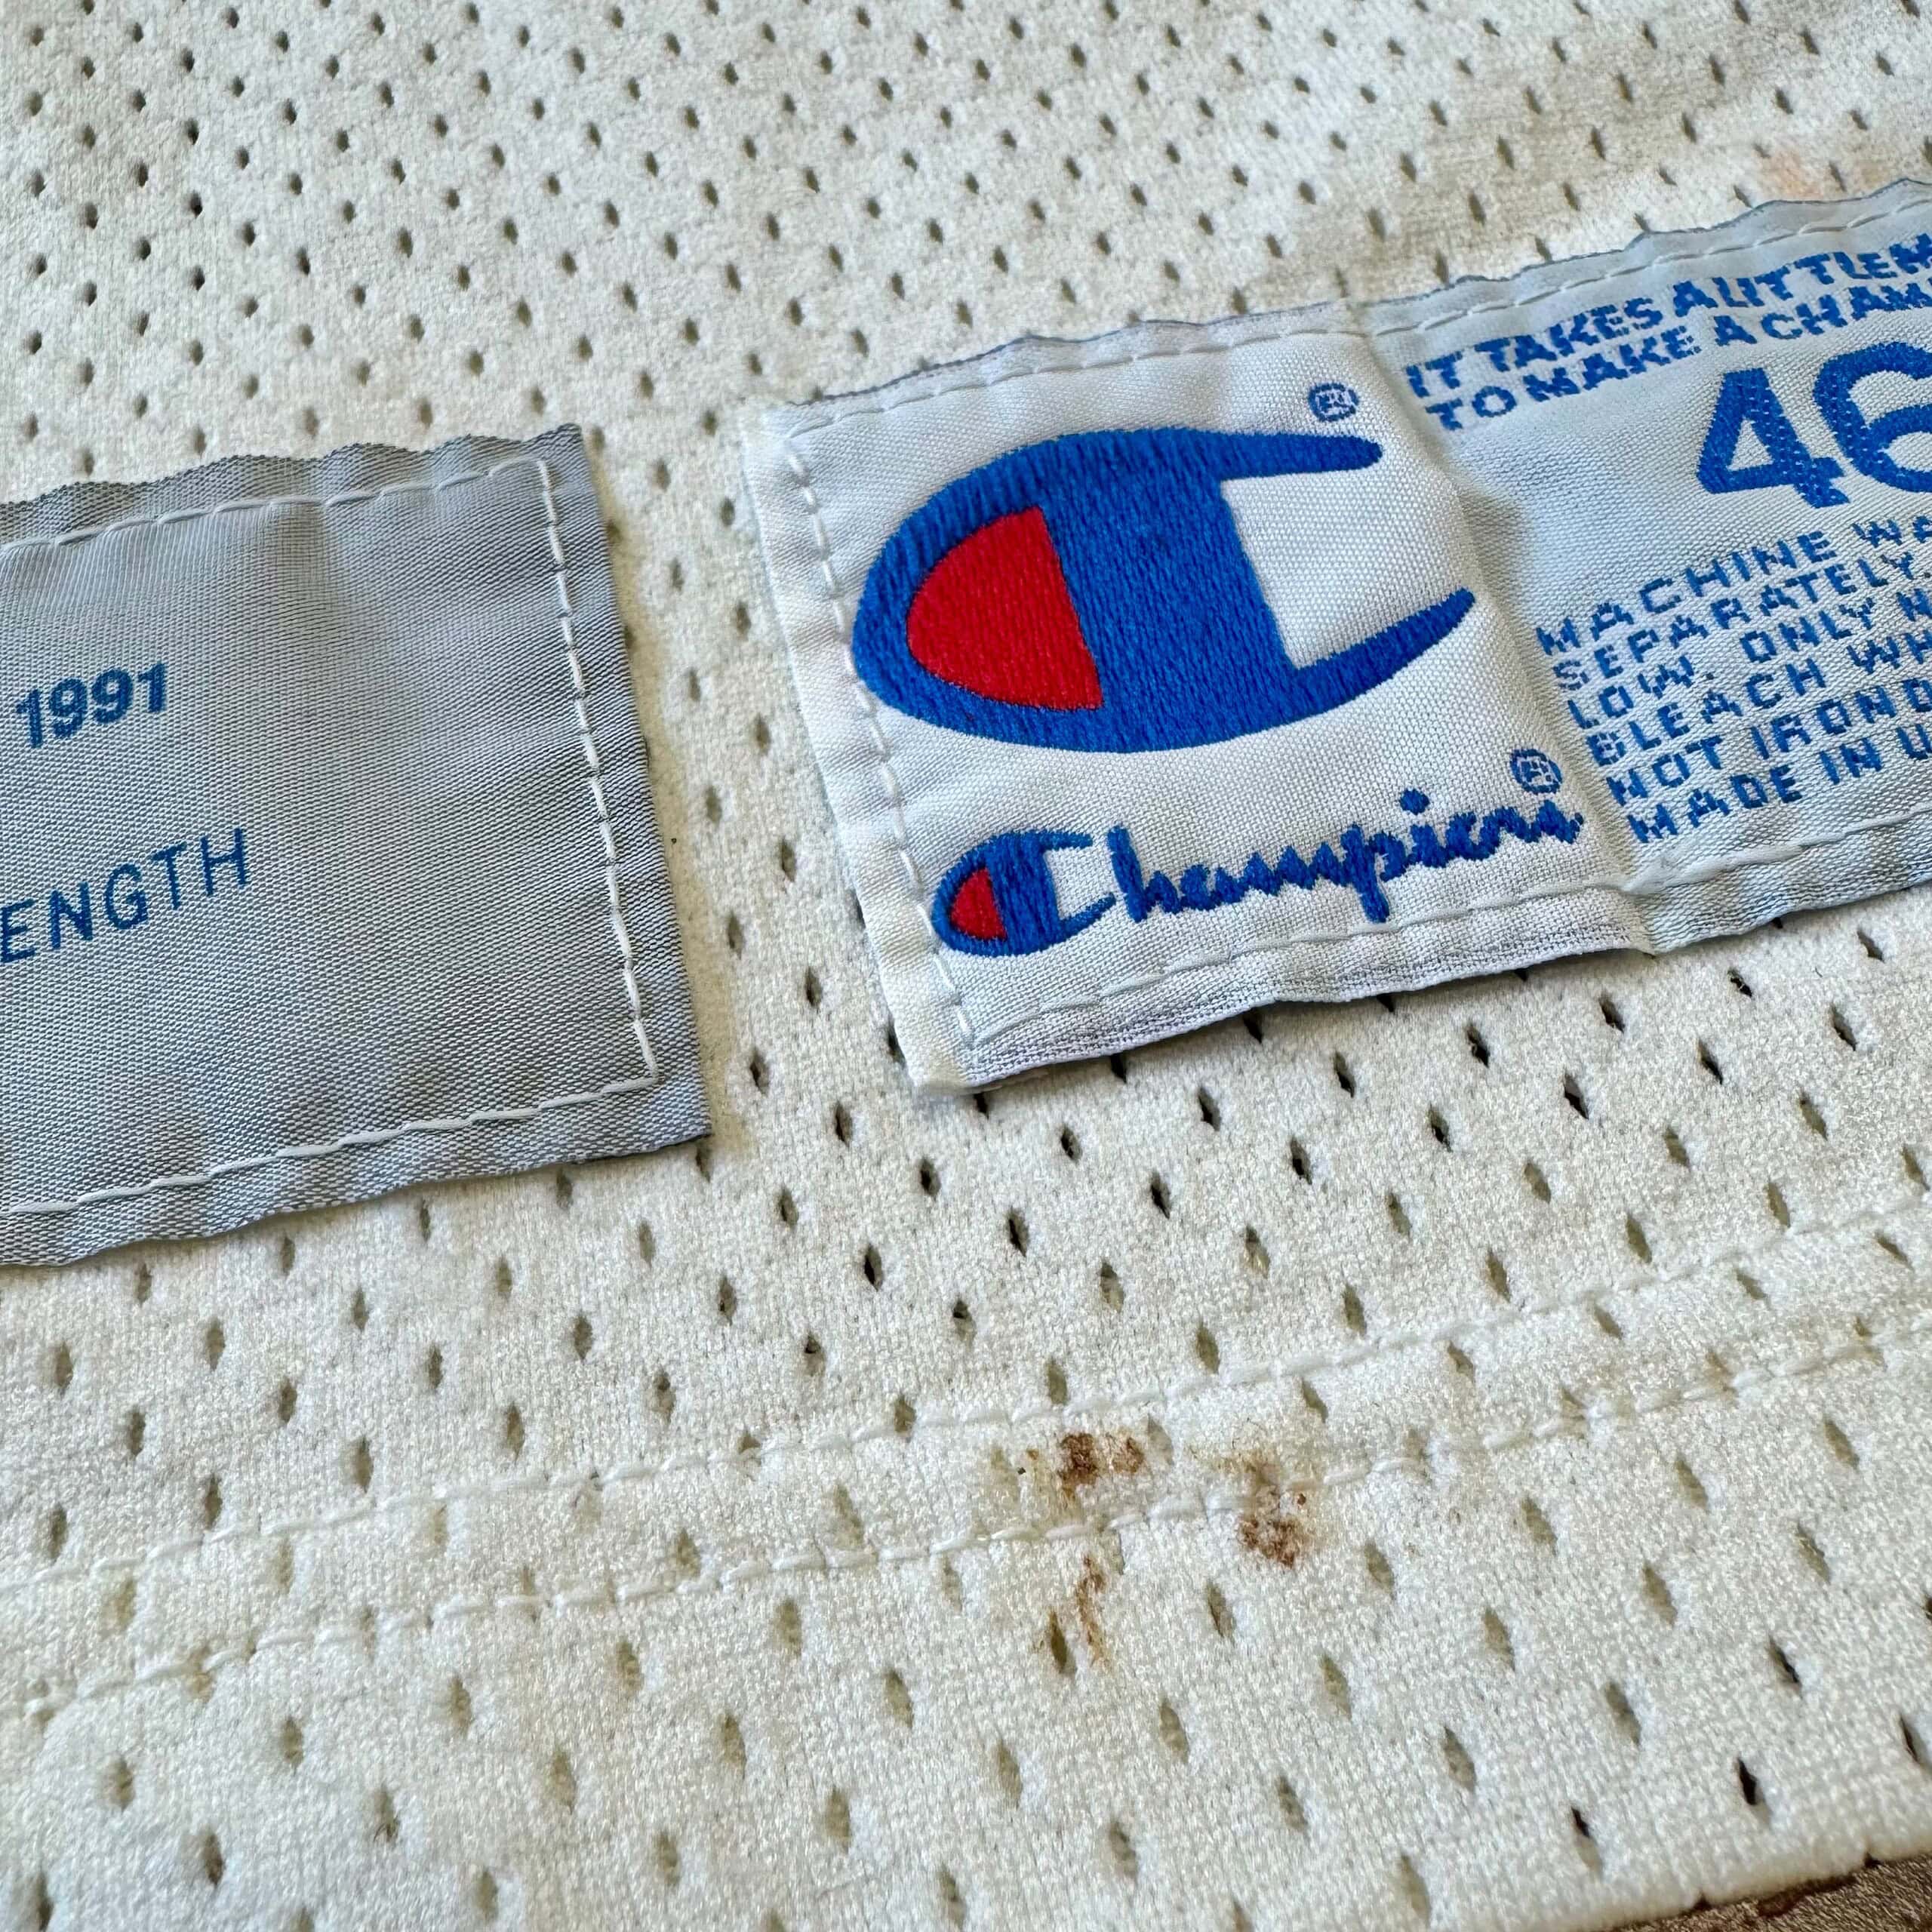 1991
ENGTH
®
Champion®
IT TAKES A LITTLE
TO MAKE A CHAM
46
MACHINE WA
SEPARATELY
LOW. ONLY
BLEACH WH
NOT IRON
MADE IN U